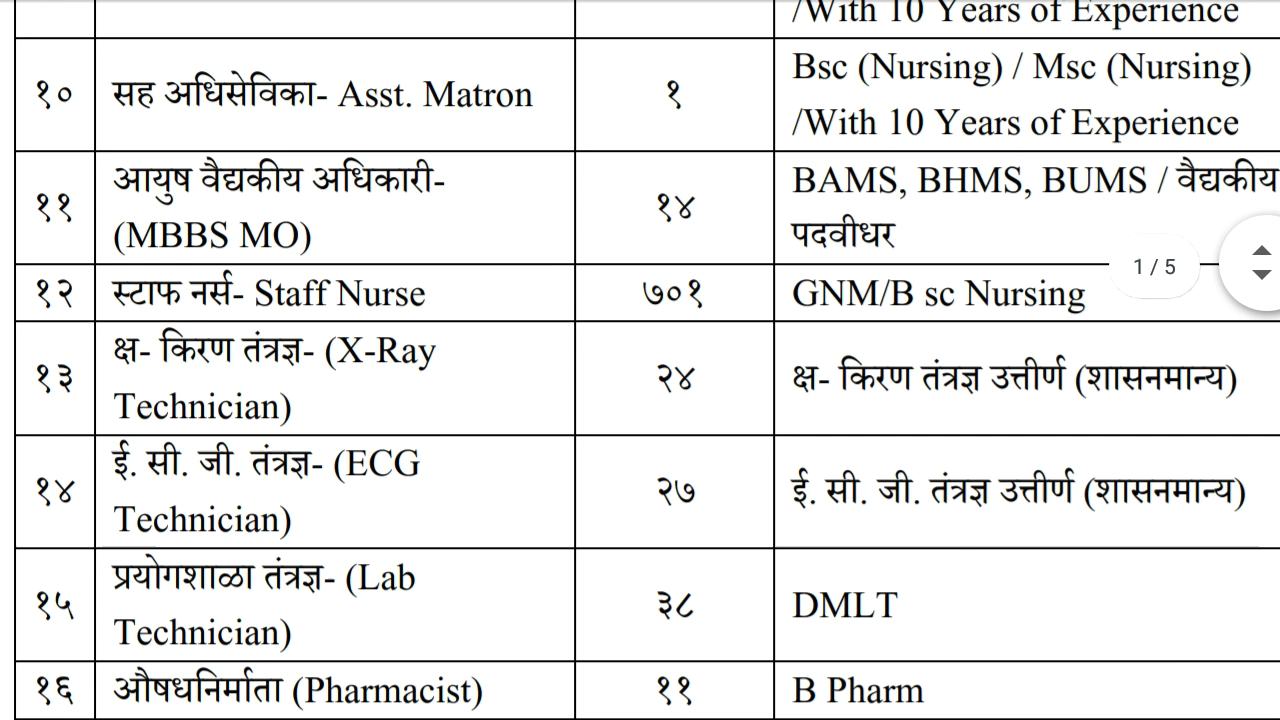 /With 10 Years of Experience
१० सह अधिसेविका- Asst. Matron १ Bsc (Nursing) / Msc (Nursing)
/With 10 Years of Experience
११ आयुष वैद्यकीय अधिकारी- १४ BAMS, BHMS, BUMS / वैद्यकीय
(MBBS MO) पदवीधर
1 / 5
१२ स्टाफ नर्स- Staff Nurse ७०१ GNM/B sc Nursing
१३ क्ष- किरण तंत्रज्ञ- (X-Ray २४ क्ष- किरण तंत्रज्ञ उत्तीर्ण (शासनमान्य)
Technician)
१४ ई. सी. जी. तंत्रज्ञ- (ECG २७ ई. सी. जी. तंत्रज्ञ उत्तीर्ण (शासनमान्य)
Technician)
१५ प्रयोगशाळा तंत्रज्ञ- (Lab ३८ DMLT
Technician)
१६ औषधनिर्माता (Pharmacist) ११ B Pharm